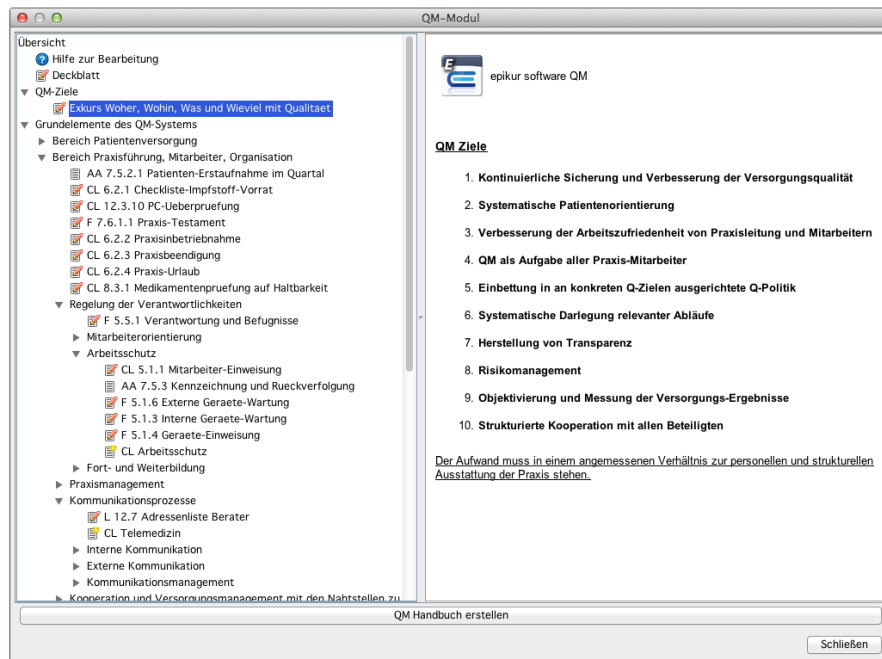 QM-Modul
Übersicht
Hilfe zur Bearbeitung
Deckblatt
QM-Ziele
Exkurs Woher, Wohin, Was und Wieviel mit Qualitaet
Grundelemente des QM-Systems
Bereich Patientenversorgung
Bereich Praxisführung, Mitarbeiter, Organisation
AA 7.5.2.1 Patienten-Erstaufnahme im Quartal
CL 6.2.1 Checkliste-Impfstoff-Vorrat
CL 12.3.10 PC-Ueberpruefung
F 7.6.1.1 Praxis-Testament
CL 6.2.2 Praxisinbetriebnahme
CL 6.2.3 Praxisbeendigung
CL 6.2.4 Praxis-Urlaub
CL 8.3.1 Medikamentenpruefung auf Haltbarkeit
Regelung der Verantwortlichkeiten
F 5.5.1 Verantwortung und Befugnisse
Mitarbeiterorientierung
Arbeitsschutz
CL 5.1.1 Mitarbeiter-Einweisung
AA 7.5.3 Kennzeichnung und Rueckverfolgung
F 5.1.6 Externe Geraete-Wartung
F 5.1.3 Interne Geraete-Wartung
F 5.1.4 Geraete-Einweisung
CL Arbeitsschutz
Fort- und Weiterbildung
Praxismanagement
Kommunikationsprozesse
L 12.7 Adressenliste Berater
CL Telemedizin
Interne Kommunikation
Externe Kommunikation
Kommunikationsmanagement
Kooperation und Versorgungsmanagement mit den Nahtstellen zu
E
epikur software QM
QM Ziele
1. Kontinuierliche Sicherung und Verbesserung der Versorgungsqualität
2. Systematische Patientenorientierung
3. Verbesserung der Arbeitszufriedenheit von Praxisleitung und Mitarbeitern
4. QM als Aufgabe aller Praxis-Mitarbeiter
5. Einbettung in an konkreten Q-Zielen ausgerichtete Q-Politik
6. Systematische Darlegung relevanter Abläufe
7. Herstellung von Transparenz
8. Risikomanagement
9. Objektivierung und Messung der Versorgungs-Ergebnisse
10. Strukturierte Kooperation mit allen Beteiligten
Der Aufwand muss in einem angemessenen Verhältnis zur personellen und strukturellen
Ausstattung der Praxis stehen.
QM Handbuch erstellen
Schließen